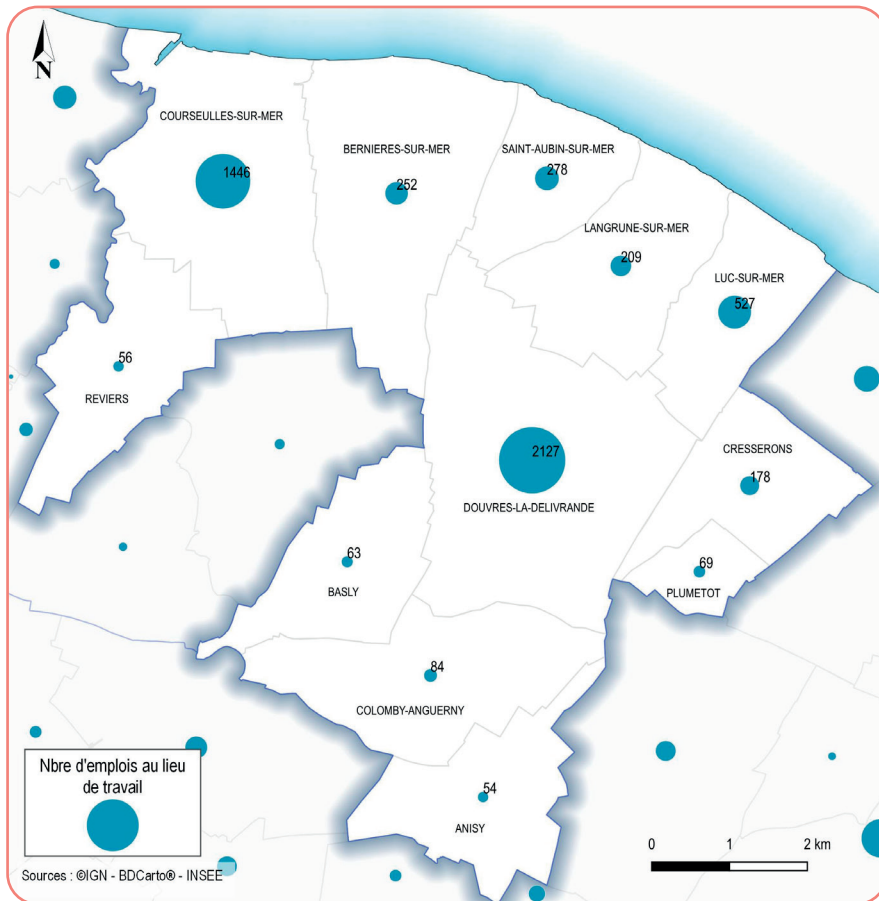 N
COURSEULLES-SUR-MER
1446
BERNIERES-SUR-MER
252
SAINT-AUBIN-SUR-MER
278
LANGRUNE-SUR-MER
209
LUC-SUR-MER
527
56
REVIERS
2127
DOUVRES-LA-DELIVRANDE
CRESSERONS
178
63
BASLY
69
PLUMETOT
84
COLOMBY-ANGUERNY
54
ANISY
Nbre d'emplois au lieu
de travail
0 1 2 km
Sources : ©IGN - BDCarto® - INSEE